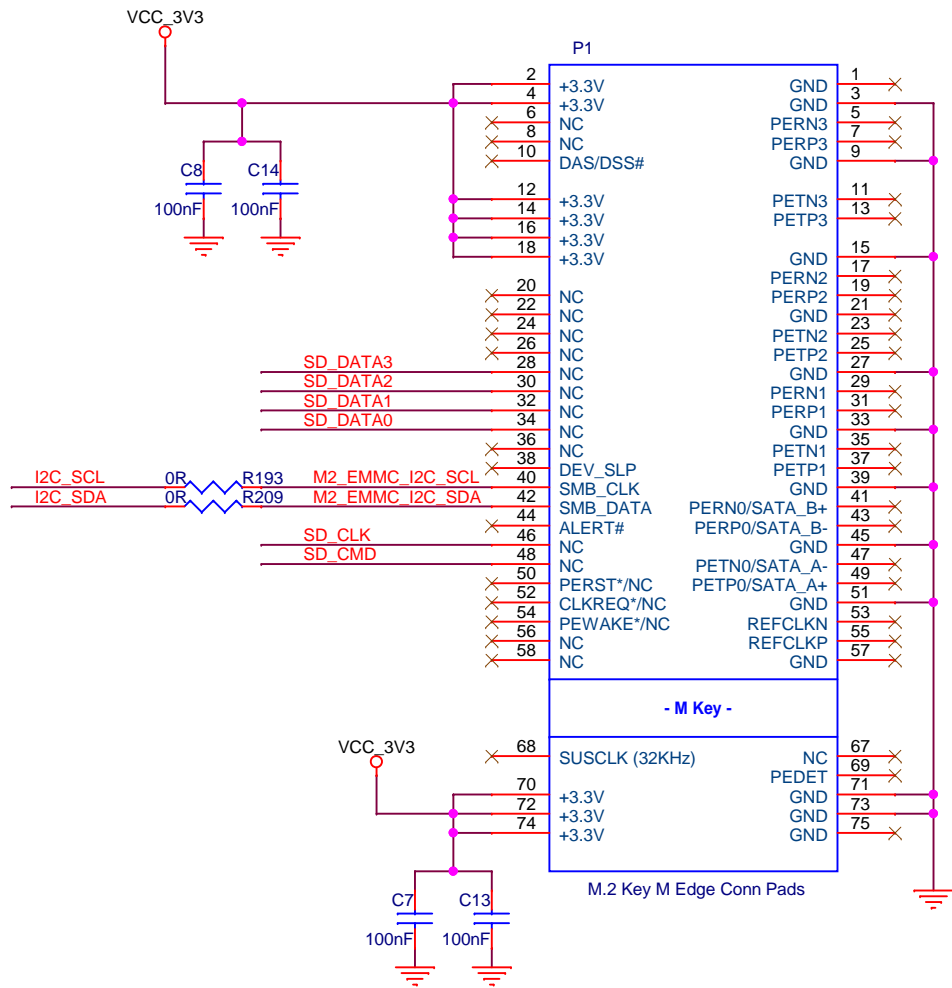 VCC_3V3
P1
2 +3.3V GND 1
4 +3.3V GND 3
6 NC PERN3 5
8 NC PERP3 7
10 DAS/DSS# GND 9
C8 C14
100nF 100nF
12 +3.3V PETN3 11
14 +3.3V PETP3 13
16 +3.3V
18 +3.3V GND 15
PERN2 17
20 NC PERP2 19
22 NC GND 21
24 NC PETN2 23
26 NC PETP2 25
SD_DATA3 28 NC GND 27
SD_DATA2 30 NC PERN1 29
SD_DATA1 32 NC PERP1 31
SD_DATA0 34 NC GND 33
36 NC PETN1 35
38 DEV_SLP PETP1 37
I2C_SCL 0R R193 M2_EMMC_I2C_SCL 40 SMB_CLK GND 39
I2C_SDA 0R R209 M2_EMMC_I2C_SDA 42 SMB_DATA PERN0/SATA_B+ 41
44 ALERT# PERP0/SATA_B- 43
SD_CLK 46 NC GND 45
SD_CMD 48 NC PETN0/SATA_A- 47
50 PERST*/NC PETP0/SATA_A+ 49
52 CLKREQ*/NC GND 51
54 PEWAKE*/NC REFCLKN 53
56 NC REFCLKP 55
58 NC GND 57
- M Key -
VCC_3V3
68 SUSCLK (32KHz) NC 67
PEDET 69
70 +3.3V GND 71
72 +3.3V GND 73
74 +3.3V GND 75
M.2 Key M Edge Conn Pads
C7 C13
100nF 100nF